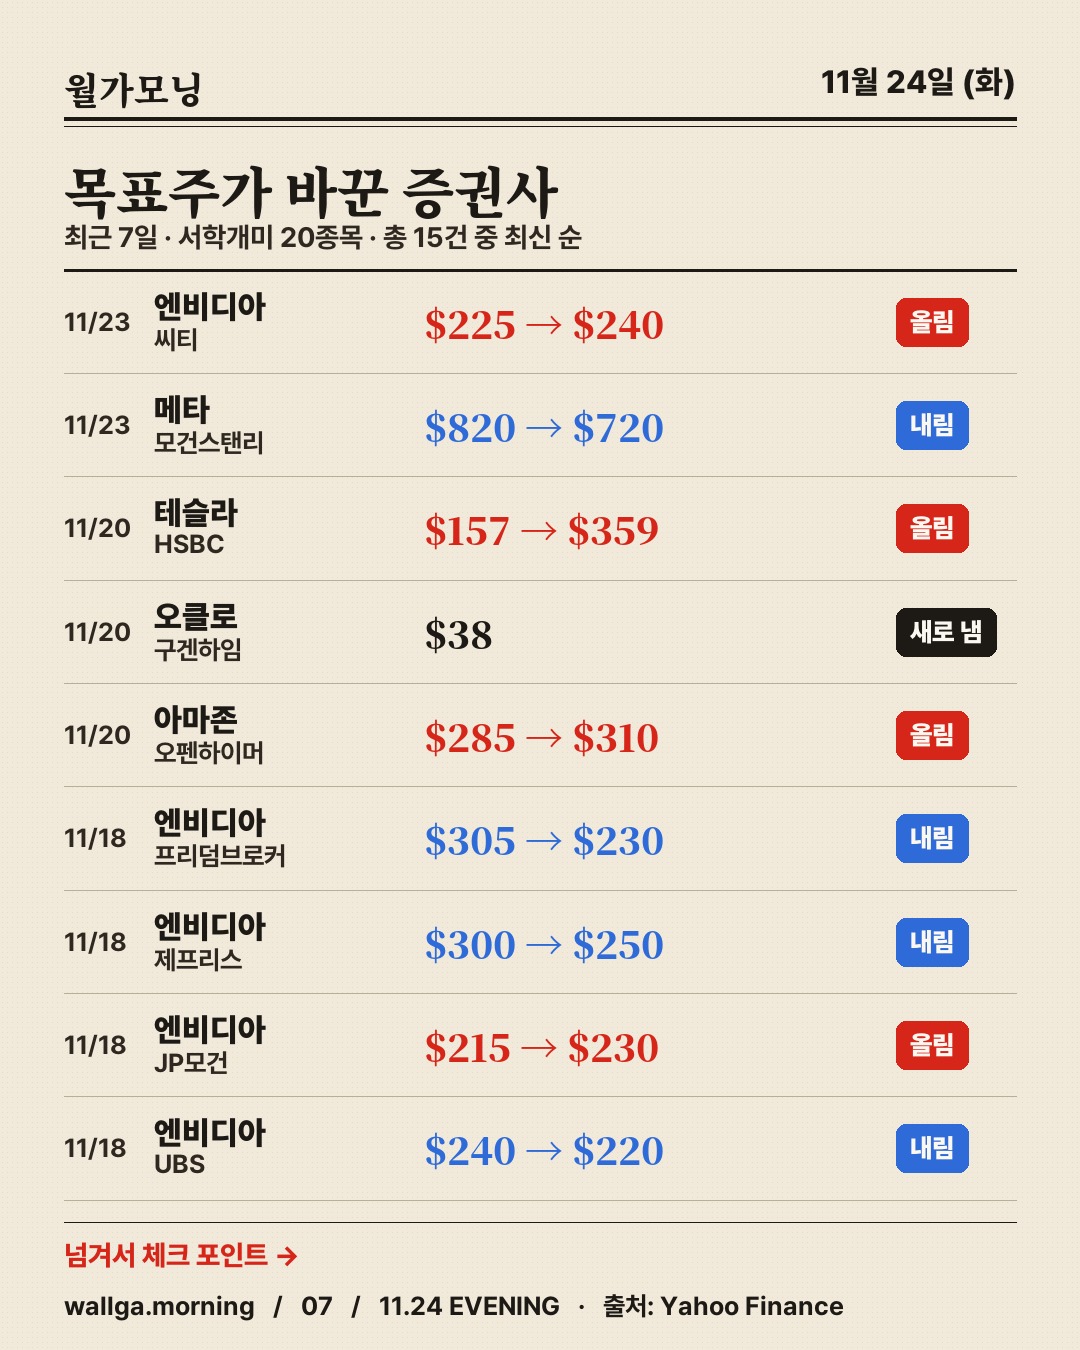 월가모닝
11월 24일 (화)
목표주가 바꾼 증권사
최근 7일 · 서학개미 20종목 · 총 15건 중 최신 순
11/23 엔비디아 $225 → $240 올림
씨티
11/23 메타 $820 → $720 내림
모건스탠리
11/20 테슬라 $157 → $359 올림
HSBC
11/20 오클로 $38 새로 냄
구겐하임
11/20 아마존 $285 → $310 올림
오펜하이머
11/18 엔비디아 $305 → $230 내림
프리덤브로커
11/18 엔비디아 $300 → $250 내림
제프리스
11/18 엔비디아 $215 → $230 올림
JP모건
11/18 엔비디아 $240 → $220 내림
UBS
넘겨서 체크 포인트 →
wallga.morning / 07 / 11.24 EVENING · 출처: Yahoo Finance